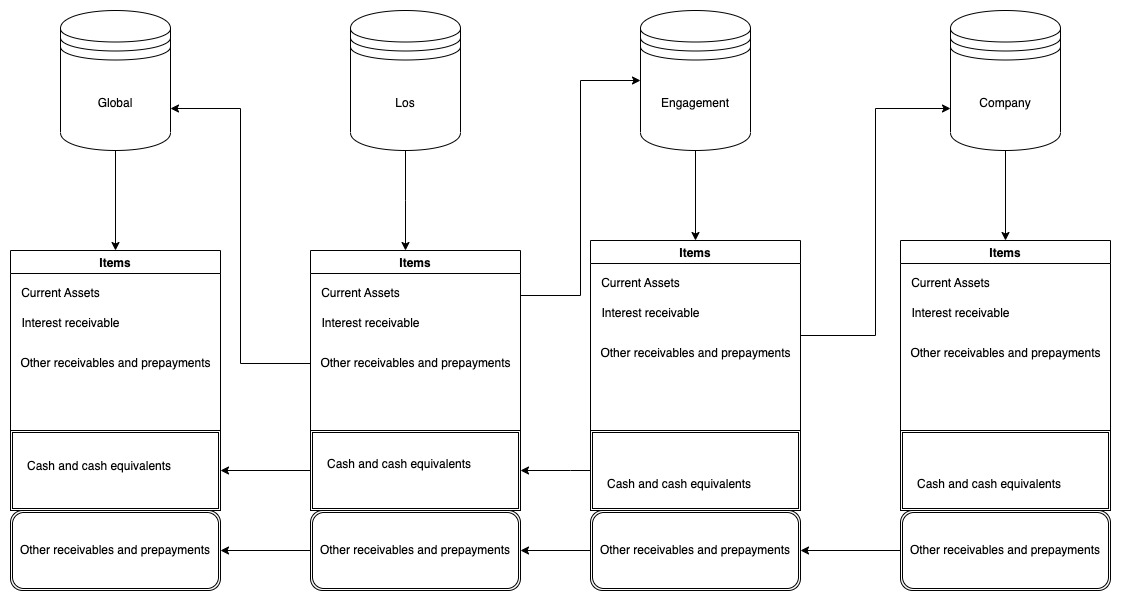 Global
Los
Engagement
Company
Items
Current Assets
Interest receivable
Other receivables and prepayments
Cash and cash equivalents
Other receivables and prepayments
Items
Current Assets
Interest receivable
Other receivables and prepayments
Cash and cash equivalents
Other receivables and prepayments
Items
Current Assets
Interest receivable
Other receivables and prepayments
Cash and cash equivalents
Other receivables and prepayments
Items
Current Assets
Interest receivable
Other receivables and prepayments
Cash and cash equivalents
Other receivables and prepayments